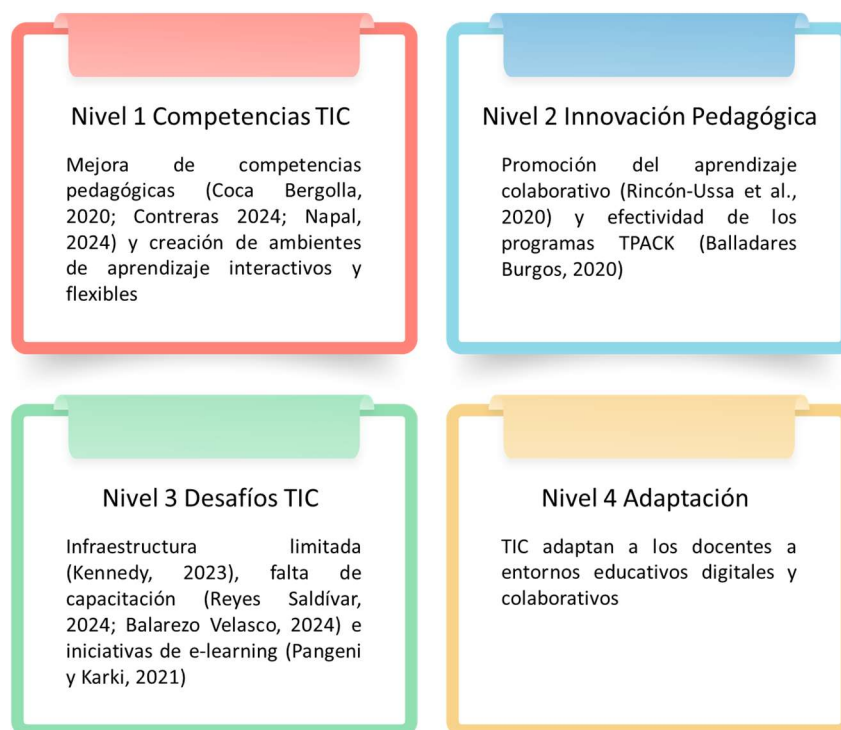 Nivel 1 Competencias TIC
Mejora de competencias
pedagógicas (Coca Bergolla,
2020; Contreras 2024; Napal,
2024) y creación de ambientes
de aprendizaje interactivos y
flexibles
Nivel 2 Innovación Pedagógica
Promoción del aprendizaje
colaborativo (Rincón-Ussa et al.,
2020) y efectividad de los
programas TPACK (Balladares
Burgos, 2020)
Nivel 3 Desafíos TIC
Infraestructura limitada
(Kennedy, 2023), falta de
capacitación (Reyes Saldívar,
2024; Balarezo Velasco, 2024) e
iniciativas de e-learning (Pangeni
y Karki, 2021)
Nivel 4 Adaptación
TIC adaptan a los docentes a
entornos educativos digitales y
colaborativos